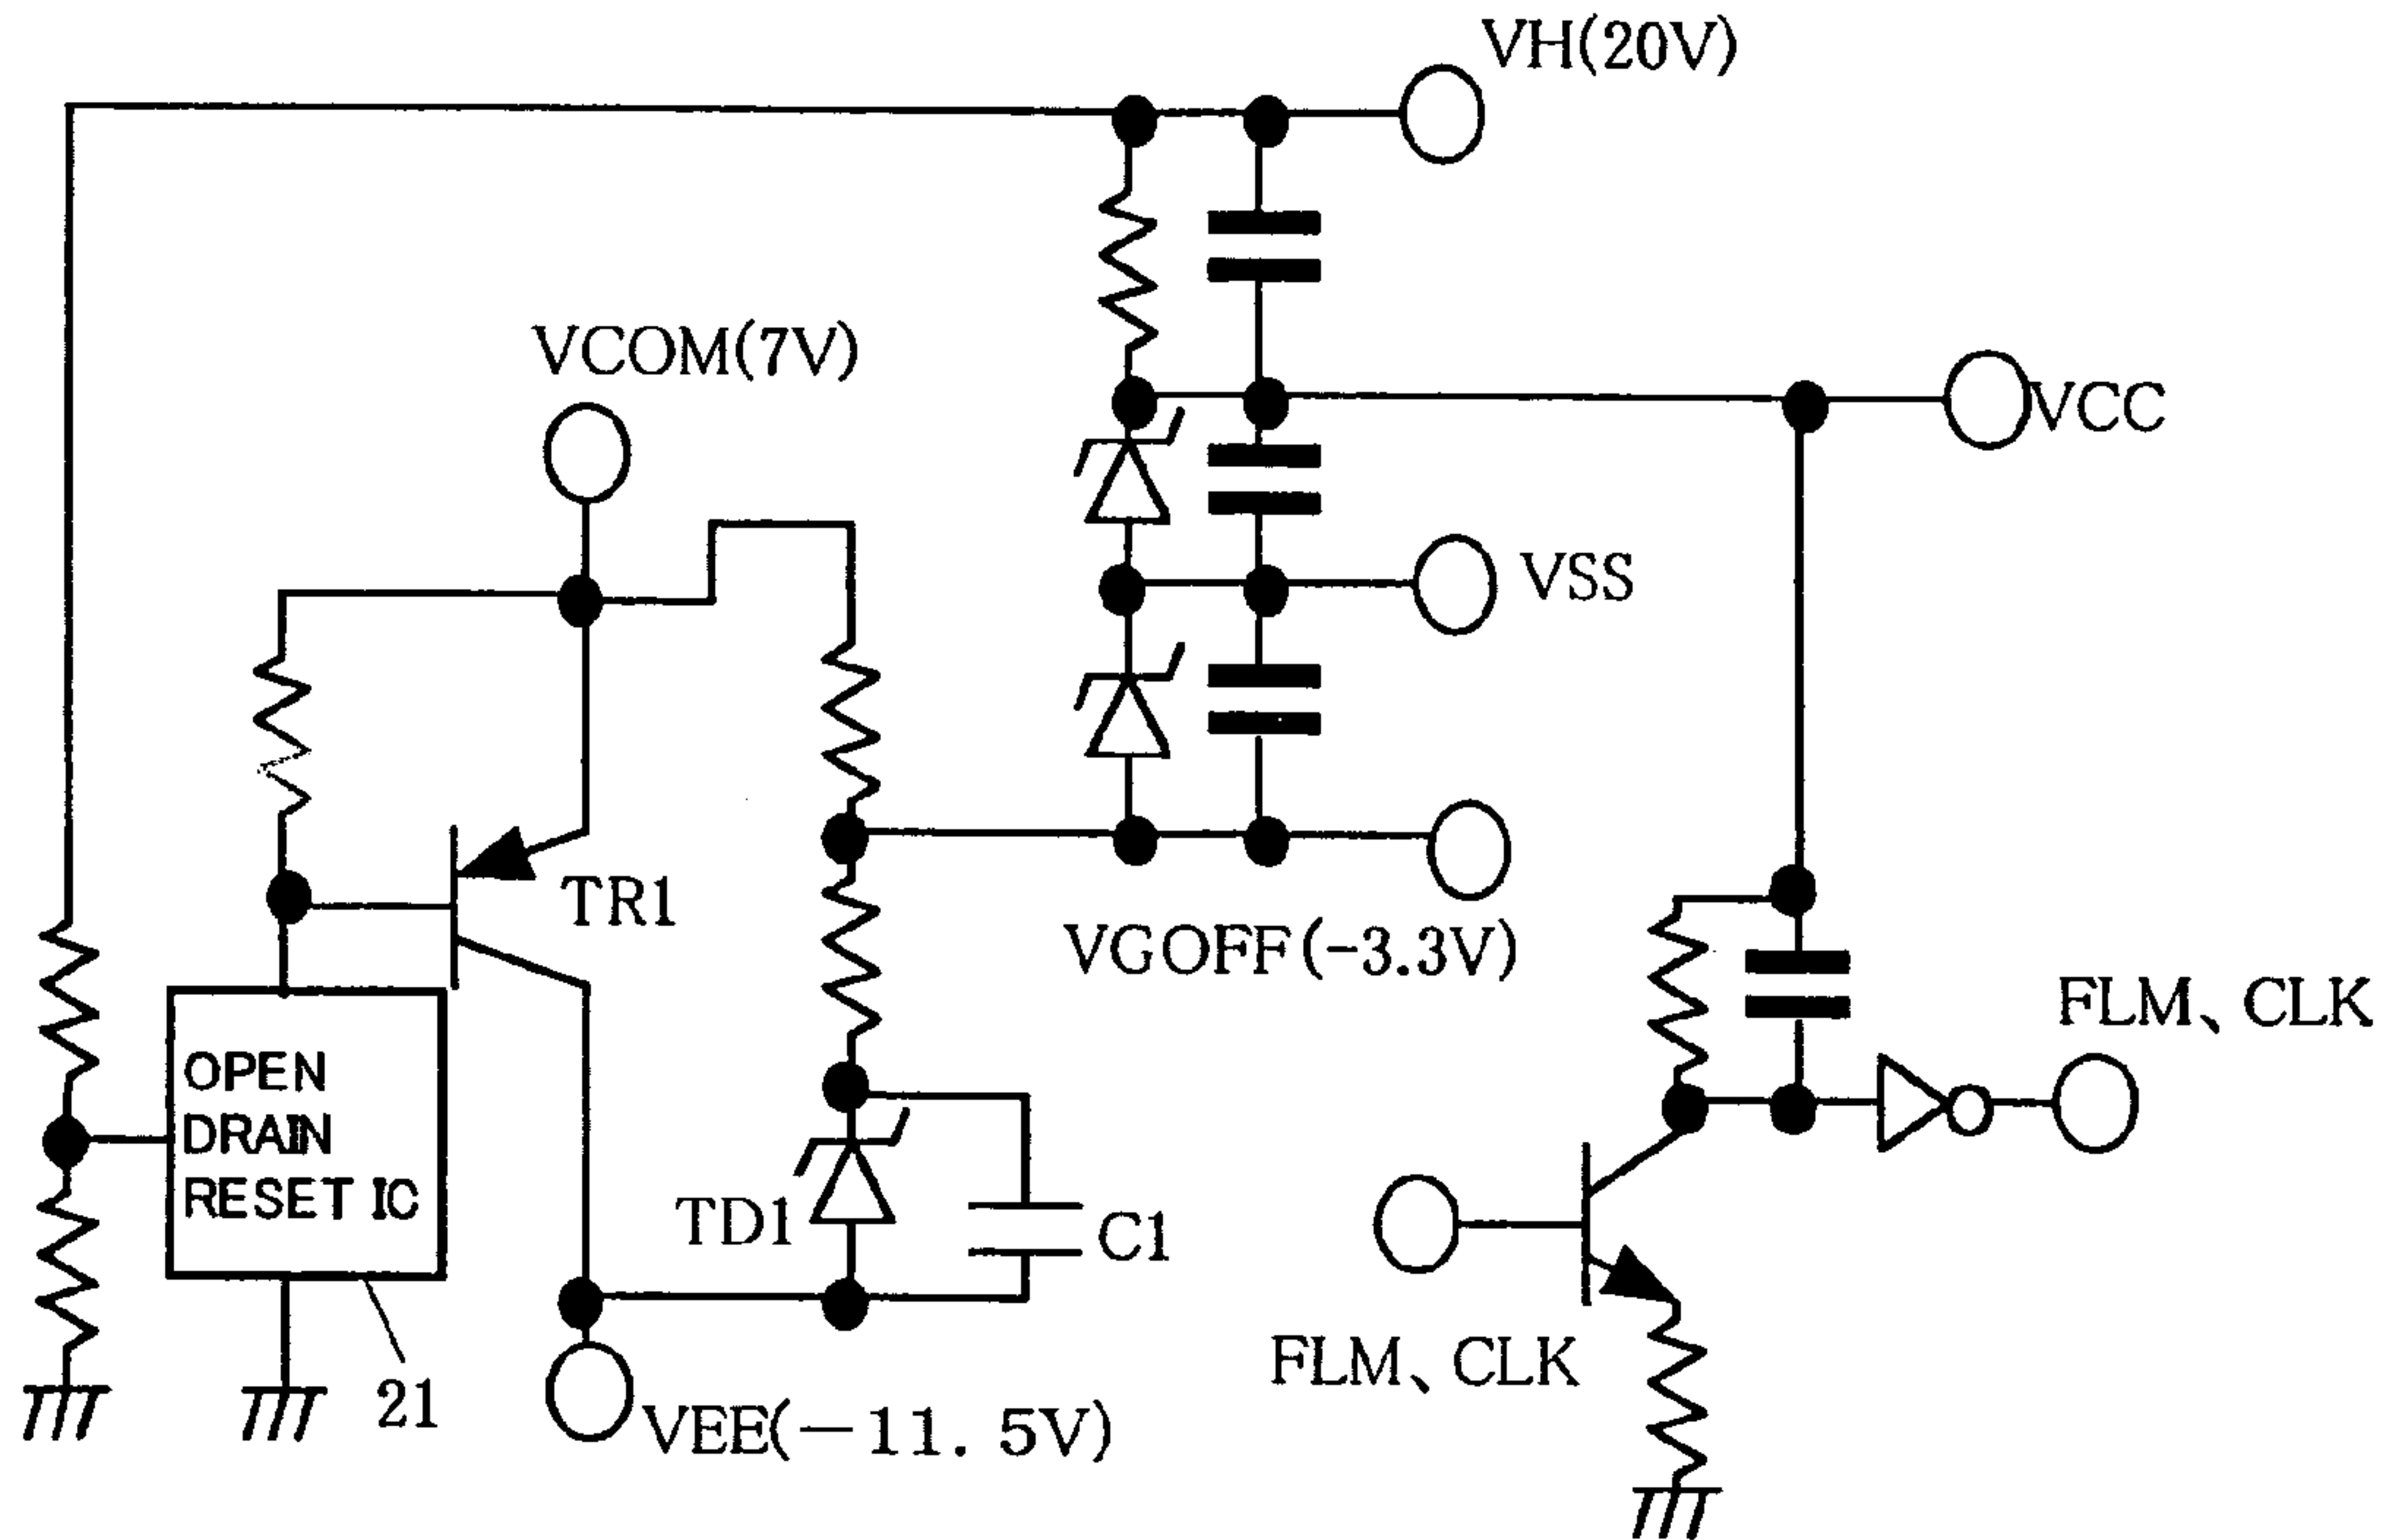 VH(20V)
VCOM(7V)
VCC
VSS
TR1
VGOFF(-3.3V)
FLM、CLK
OPEN
DRAIN
RESET IC
TD1
C1
FLM、CLK
21
VEE(-11.5V)